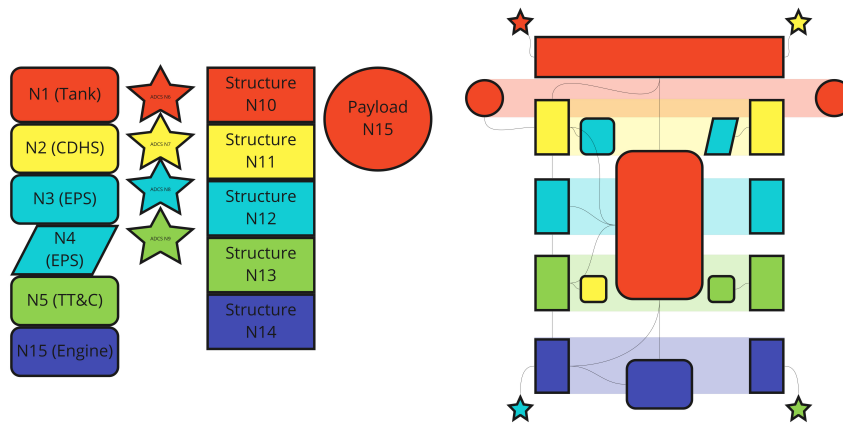 N1 (Tank)
N2 (CDHS)
N3 (EPS)
N4
(EPS)
N5 (TT&C)
N15 (Engine)
ADCS N6
ADCS N7
ADCS N8
ADCS N9
Structure
N10
Structure
N11
Structure
N12
Structure
N13
Structure
N14
Payload
N15